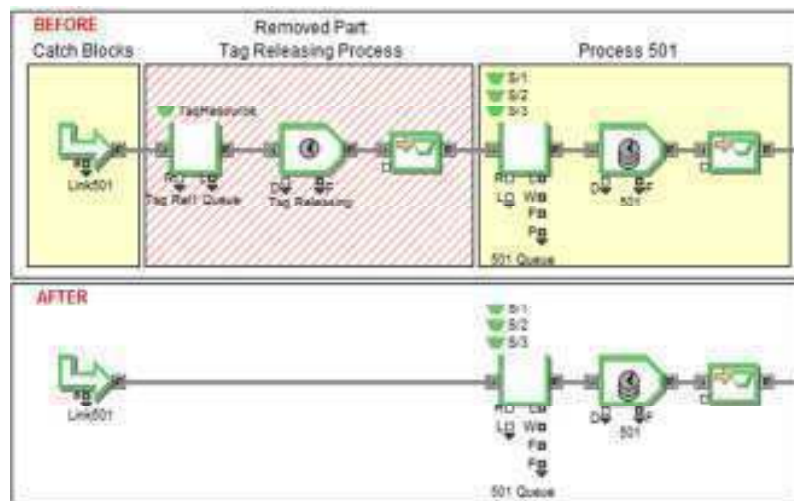 BEFORE
Removed Part
Catch Blocks
Tag Releasing Process
Process 501
S/1
S/2
S/3
TagResource
Link501
R
D
F
Tag Rel1 Queue
Tag Releasing
R
L
W
F
D
F
501
501 Queue
AFTER
S/1
S/2
S/3
Link501
R
L
W
F
D
F
501
501 Queue